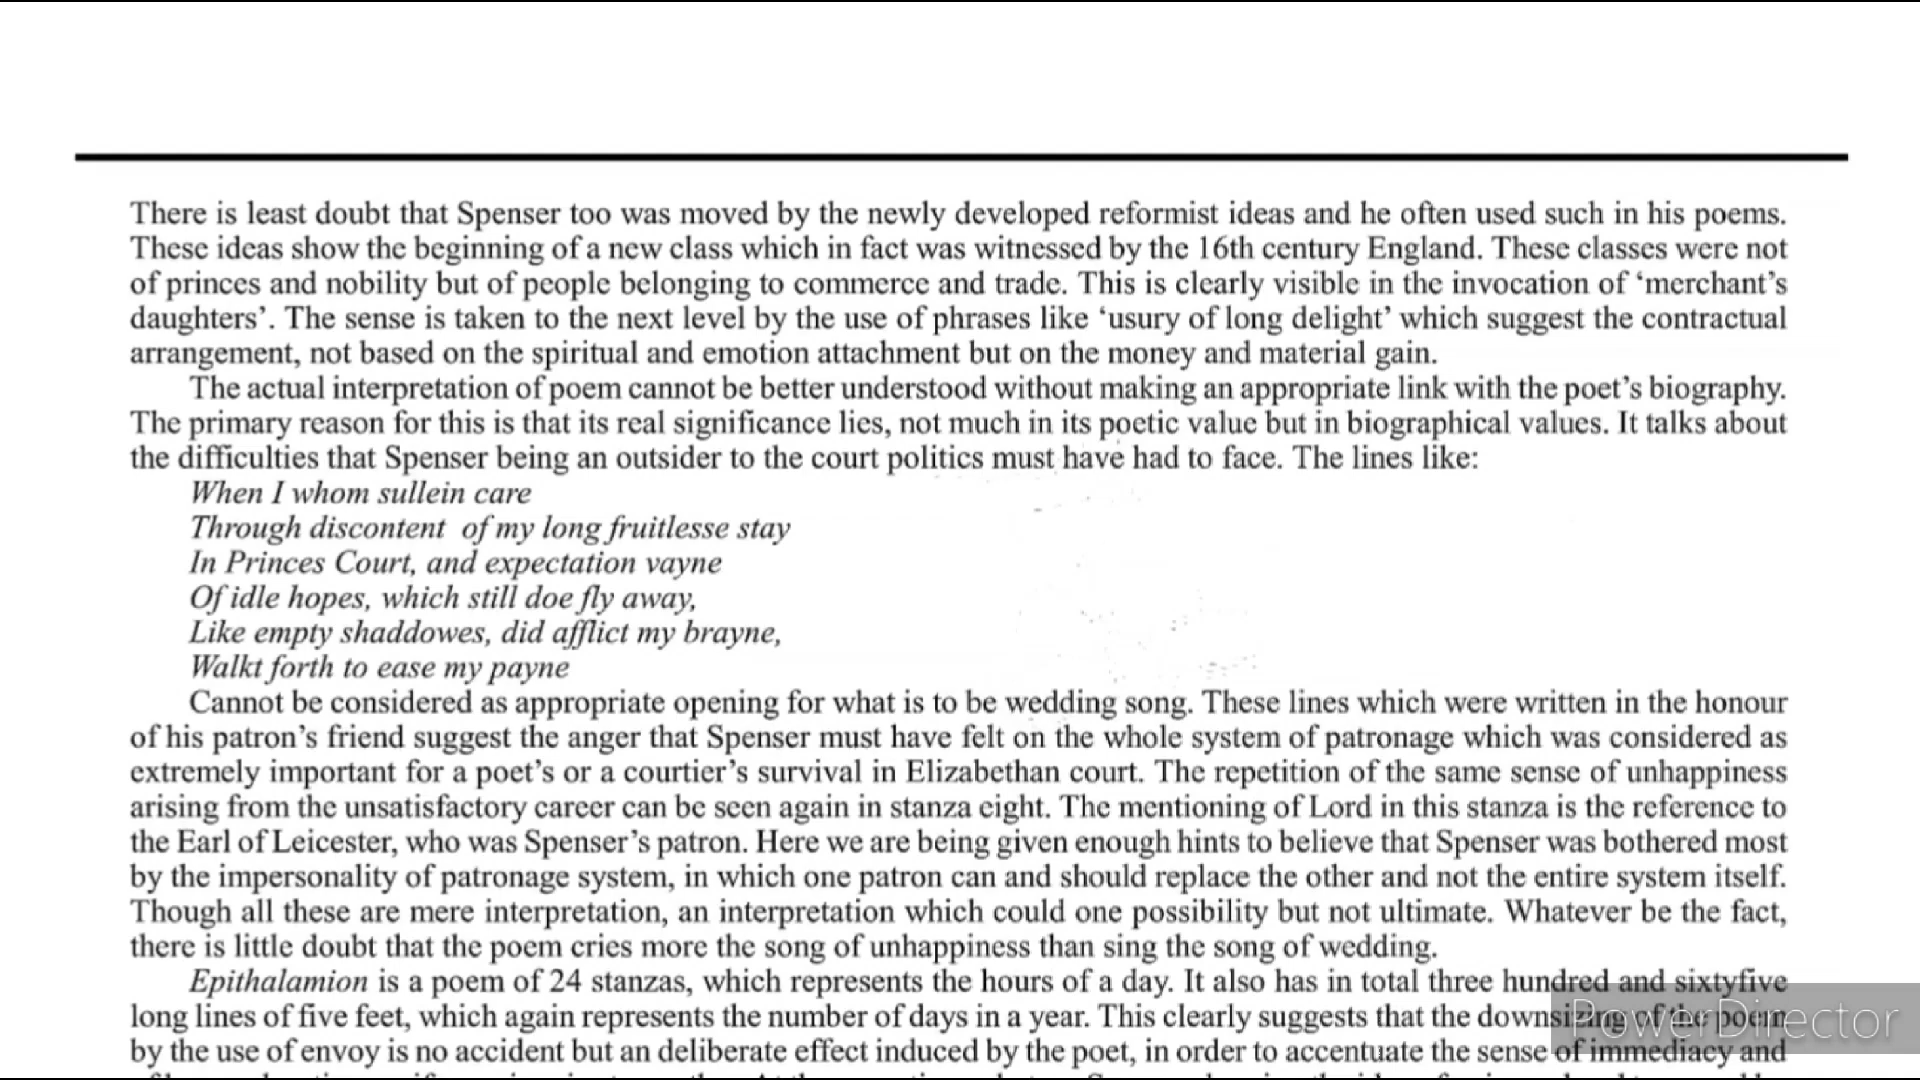 There is least doubt that Spenser too was moved by the newly developed reformist ideas and he often used such in his poems.
These ideas show the beginning of a new class which in fact was witnessed by the 16th century England. These classes were not
of princes and nobility but of people belonging to commerce and trade. This is clearly visible in the invocation of ‘merchant’s
daughters’. The sense is taken to the next level by the use of phrases like ‘usury of long delight’ which suggest the contractual
arrangement, not based on the spiritual and emotion attachment but on the money and material gain.
The actual interpretation of poem cannot be better understood without making an appropriate link with the poet’s biography.
The primary reason for this is that its real significance lies, not much in its poetic value but in biographical values. It talks about
the difficulties that Spenser being an outsider to the court politics must have had to face. The lines like:
When I whom sullein care
Through discontent of my long fruitlesse stay
In Princes Court, and expectation vayne
Of idle hopes, which still doe fly away,
Like empty shaddowes, did afflict my brayne,
Walkt forth to ease my payne
Cannot be considered as appropriate opening for what is to be wedding song. These lines which were written in the honour
of his patron’s friend suggest the anger that Spenser must have felt on the whole system of patronage which was considered as
extremely important for a poet’s or a courtier’s survival in Elizabethan court. The repetition of the same sense of unhappiness
arising from the unsatisfactory career can be seen again in stanza eight. The mentioning of Lord in this stanza is the reference to
the Earl of Leicester, who was Spenser’s patron. Here we are being given enough hints to believe that Spenser was bothered most
by the impersonality of patronage system, in which one patron can and should replace the other and not the entire system itself.
Though all these are mere interpretation, an interpretation which could one possibility but not ultimate. Whatever be the fact,
there is little doubt that the poem cries more the song of unhappiness than sing the song of wedding.
Epithalamion is a poem of 24 stanzas, which represents the hours of a day. It also has in total three hundred and sixtyfive
long lines of five feet, which again represents the number of days in a year. This clearly suggests that the downsizing of the poem
by the use of envoy is no accident but an deliberate effect induced by the poet, in order to accentuate the sense of immediacy and
PowerDirector